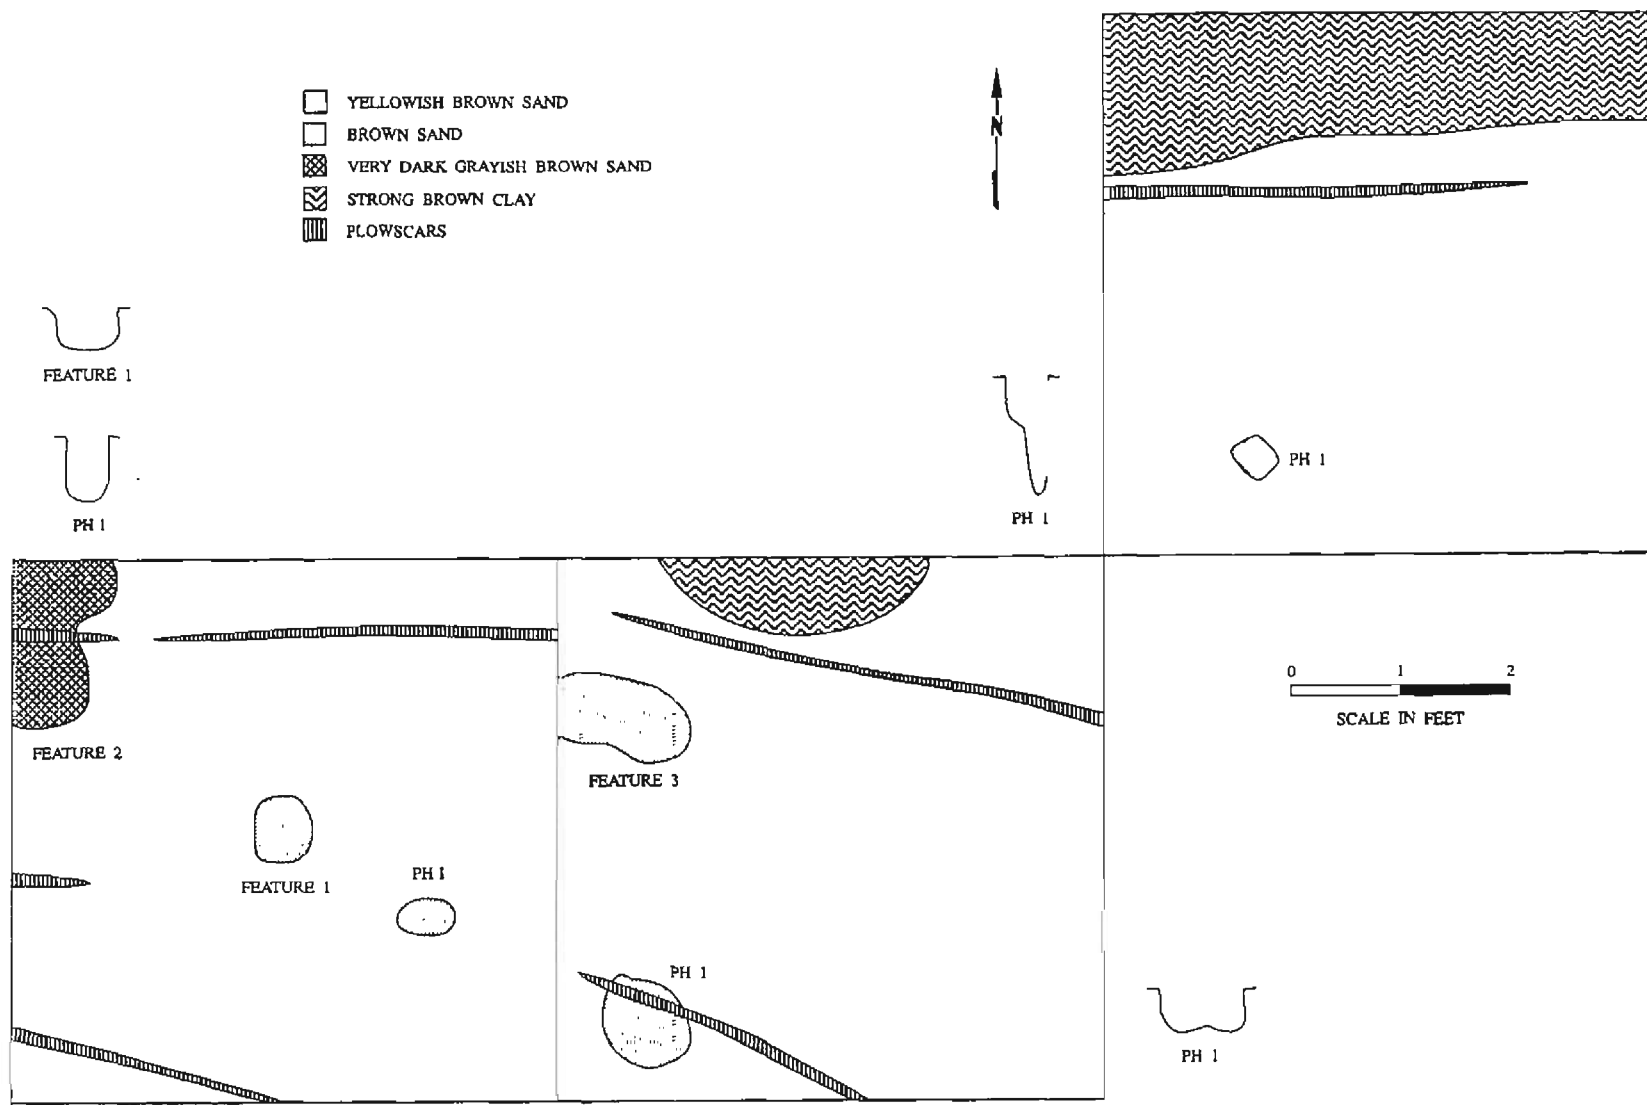 YELLOWISH BROWN SAND
BROWN SAND
VERY DARK GRAYISH BROWN SAND
STRONG BROWN CLAY
PLOWSCARS
N
FEATURE 1
PH 1
PH 1
PH 1
FEATURE 2
FEATURE 3
0 1 2
SCALE IN FEET
FEATURE 1
PH 1
PH 1
PH 1